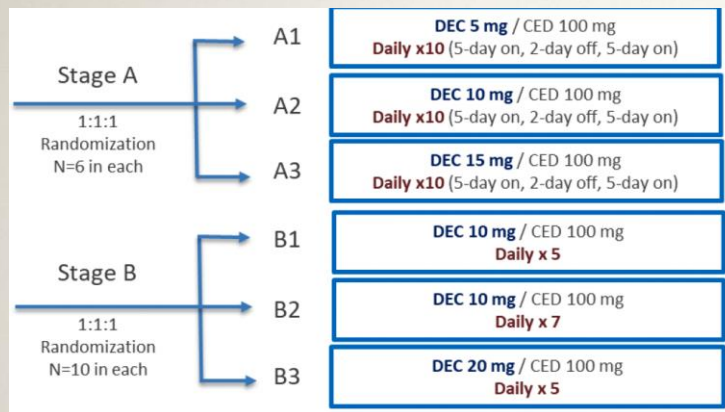 Stage A
1:1:1
Randomization
N=6 in each
A1
DEC 5 mg / CED 100 mg
Daily x10 (5-day on, 2-day off, 5-day on)
A2
DEC 10 mg / CED 100 mg
Daily x10 (5-day on, 2-day off, 5-day on)
A3
DEC 15 mg / CED 100 mg
Daily x10 (5-day on, 2-day off, 5-day on)
Stage B
1:1:1
Randomization
N=10 in each
B1
DEC 10 mg / CED 100 mg
Daily x 5
B2
DEC 10 mg / CED 100 mg
Daily x 7
B3
DEC 20 mg / CED 100 mg
Daily x 5